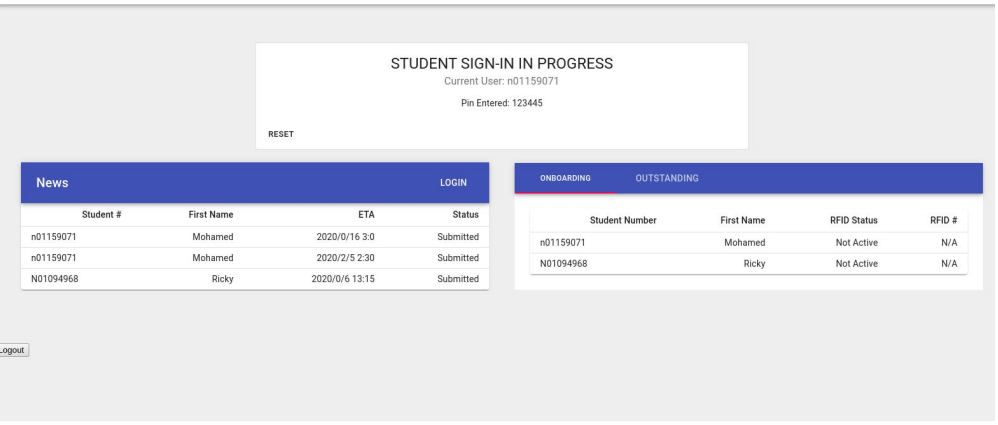 STUDENT SIGN-IN IN PROGRESS
Current User: n01159071
Pin Entered: 123445
RESET
News LOGIN
Student # First Name ETA Status
n01159071 Mohamed 2020/0/16 3:0 Submitted
n01159071 Mohamed 2020/2/5 2:30 Submitted
N01094968 Ricky 2020/0/6 13:15 Submitted
ONBOARDING OUTSTANDING
Student Number First Name RFID Status RFID #
n01159071 Mohamed Not Active N/A
N01094968 Ricky Not Active N/A
Logout